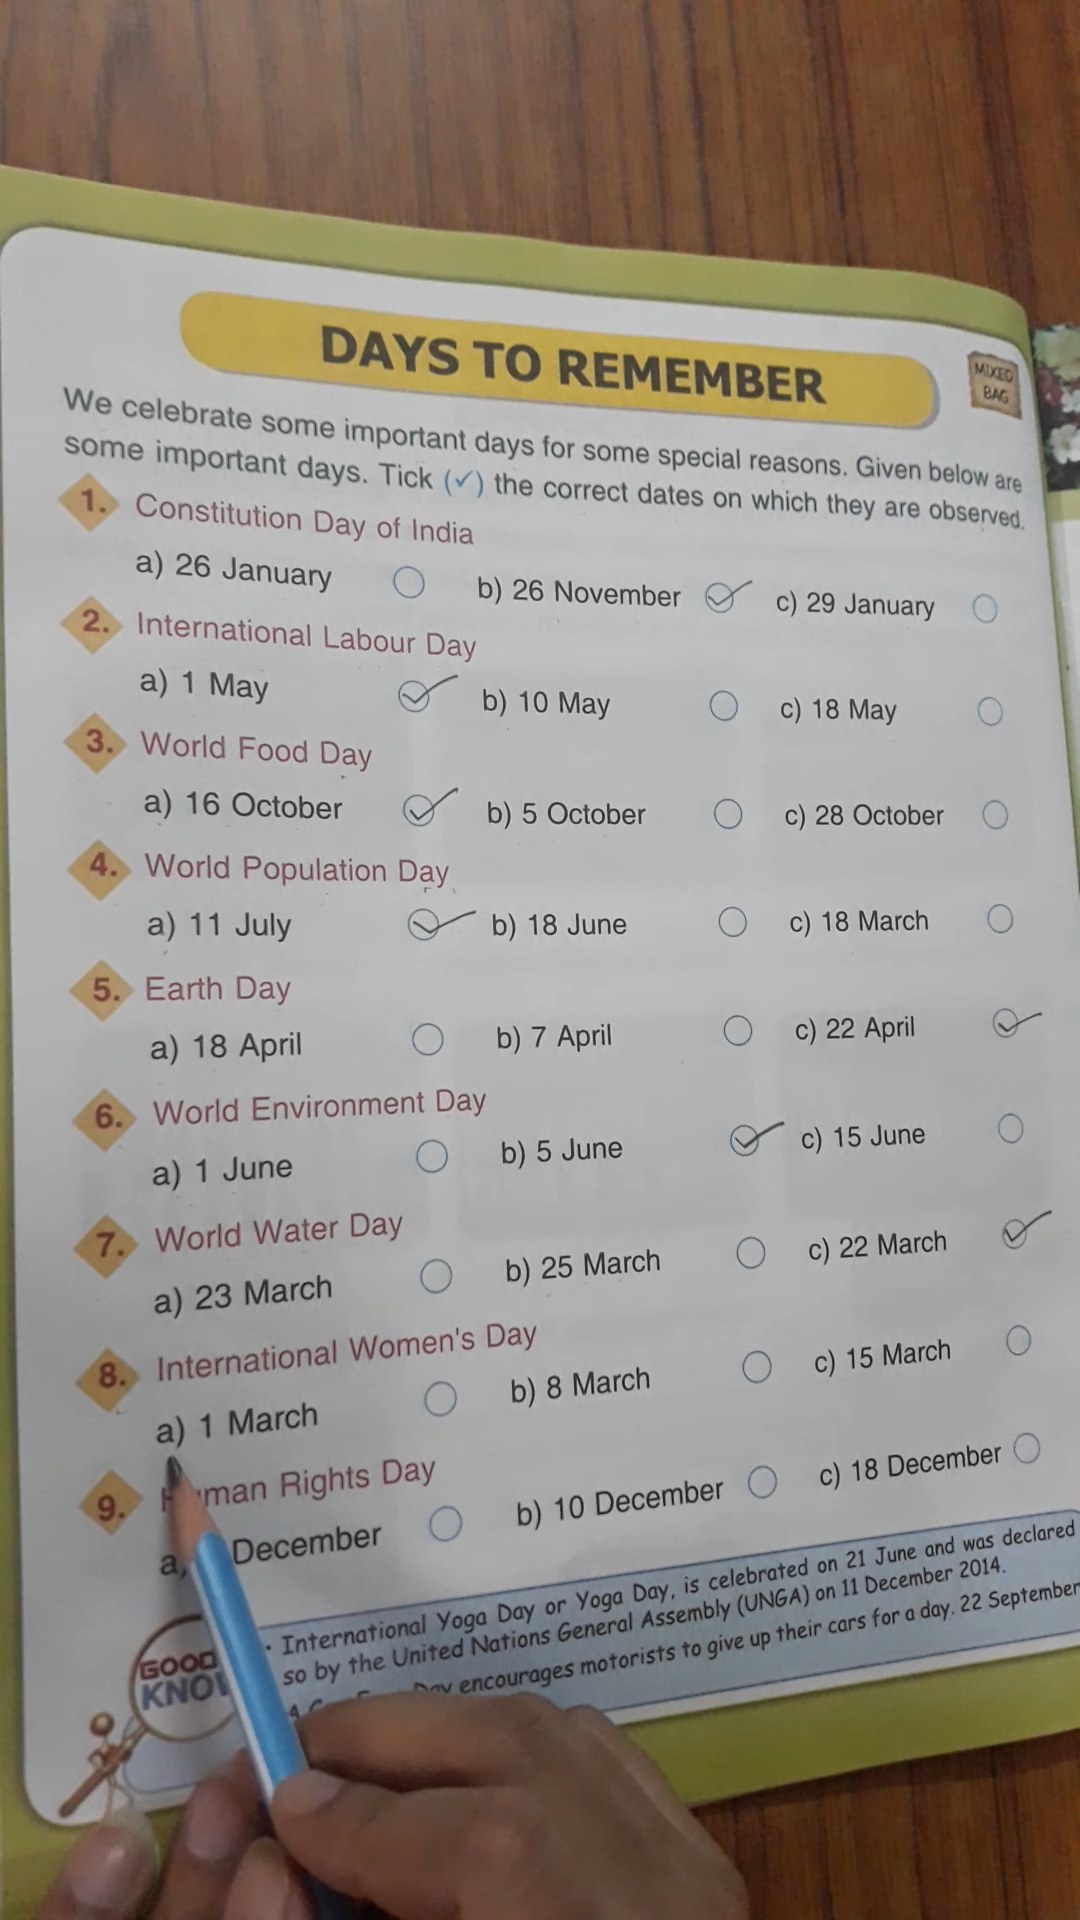 DAYS TO REMEMBER
MIXED
BAG
We celebrate some important days for some special reasons. Given below are
some important days. Tick (✓) the correct dates on which they are observed.
1. Constitution Day of India
a) 26 January b) 26 November c) 29 January
2. International Labour Day
a) 1 May b) 10 May c) 18 May
3. World Food Day
a) 16 October b) 5 October c) 28 October
4. World Population Day
a) 11 July b) 18 June c) 18 March
5. Earth Day
a) 18 April b) 7 April c) 22 April
6. World Environment Day
a) 1 June b) 5 June c) 15 June
7. World Water Day
a) 23 March b) 25 March c) 22 March
8. International Women's Day
a) 1 March b) 8 March c) 15 March
9. Human Rights Day
December b) 10 December c) 18 December
GOOD
· International Yoga Day or Yoga Day, is celebrated on 21 June and was declared
so by the United Nations General Assembly (UNGA) on 11 December 2014.
Day encourages motorists to give up their cars for a day. 22 September